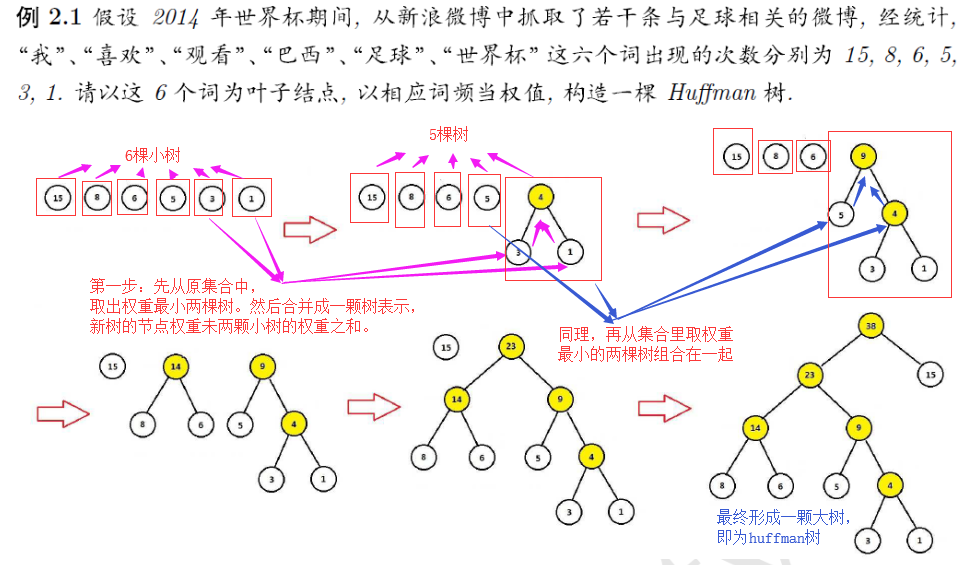 例 2.1 假设 2014 年世界杯期间, 从新浪微博中抓取了若干条与足球相关的微博, 经统计,
“我”、“喜欢”、“观看”、“巴西”、“足球”、“世界杯”这六个词出现的次数分别为 15, 8, 6, 5,
3, 1. 请以这 6 个词为叶子结点, 以相应词频当权值, 构造一棵 Huffman 树.
6棵小树
15 8 6 5 3 1
5棵树
15 8 6 5 4
3 1
15 8 6 9
5 4
3 1
第一步：先从原集合中，
取出权重最小两棵树。然后合并成一颗树表示，
新树的节点权重未两颗小树的权重之和。
同理，再从集合里取权重
最小的两棵树组合在一起
15 14 9
8 6 5 4
3 1
15 23
14 9
8 6 5 4
3 1
38
23 15
14 9
8 6 5 4
3 1
最终形成一颗大树，
即为huffman树